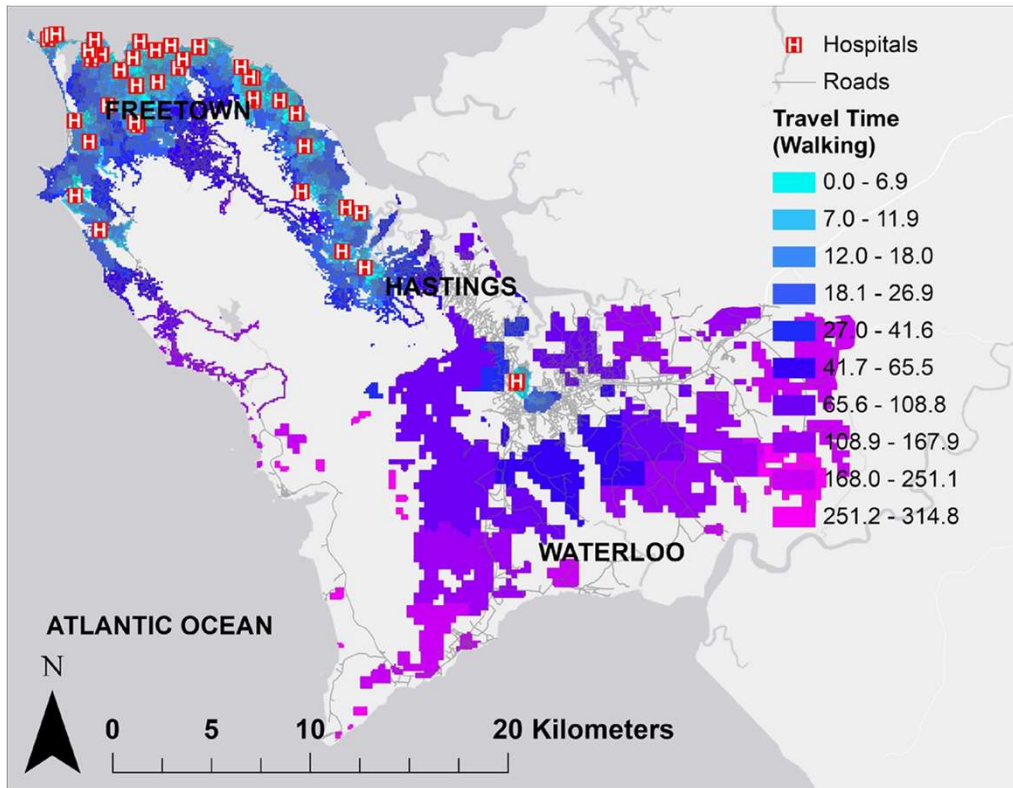 H Hospitals
Roads
Travel Time
(Walking)
0.0 - 6.9
7.0 - 11.9
12.0 - 18.0
18.1 - 26.9
27.0 - 41.6
41.7 - 65.5
65.6 - 108.8
108.9 - 167.9
168.0 - 251.1
251.2 - 314.8
FREETOWN
HASTINGS
WATERLOO
ATLANTIC OCEAN
N
0 5 10 20 Kilometers